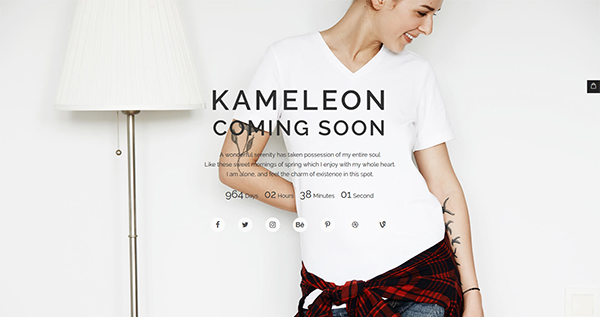 KAMELEON
COMING SOON
A wonderful serenity has taken possession of my entire soul.
Like these sweet mornings of spring which I enjoy with my whole heart.
I am alone, and feel the charm of existence in this spot.
964 Days 02 Hours 38 Minutes 01 Second
Bē